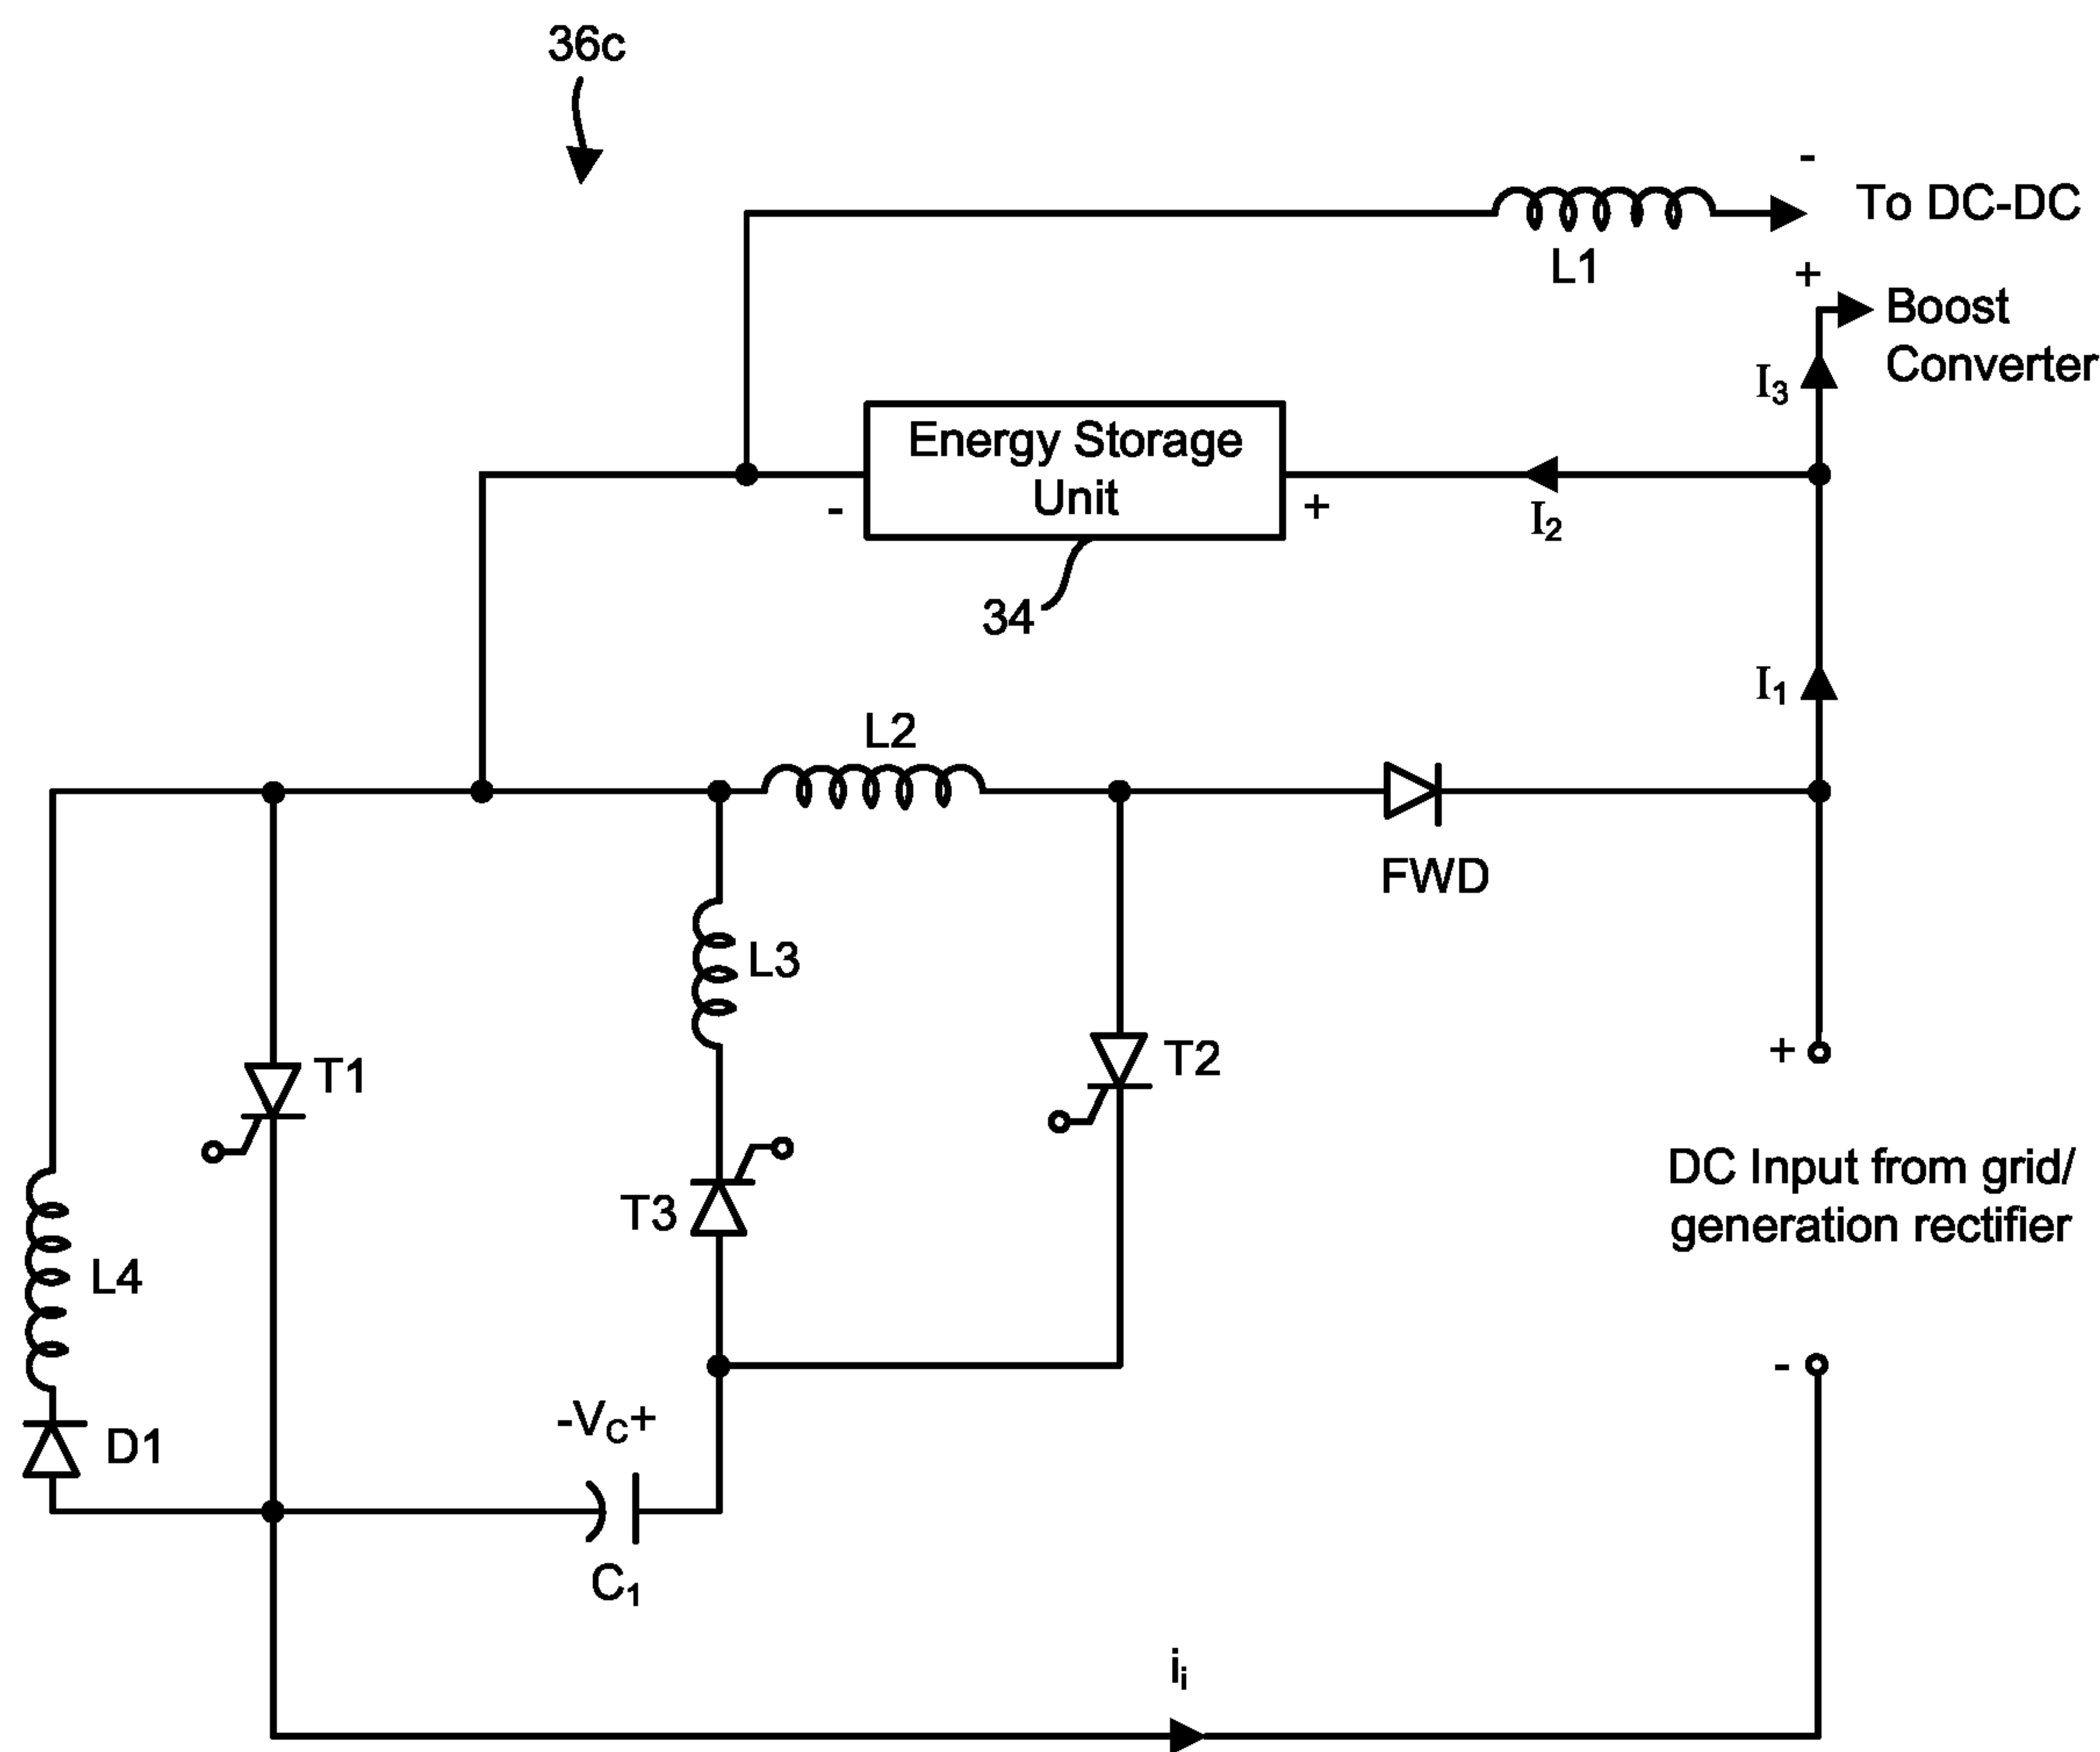 36c
-
To DC-DC
L1
+
Boost
Converter
I3
Energy Storage
Unit
-
+
I2
34
I1
L2
FWD
L3
T1
T2
+
T3
DC Input from grid/
generation rectifier
L4
-
-VC+
D1
C1
ii